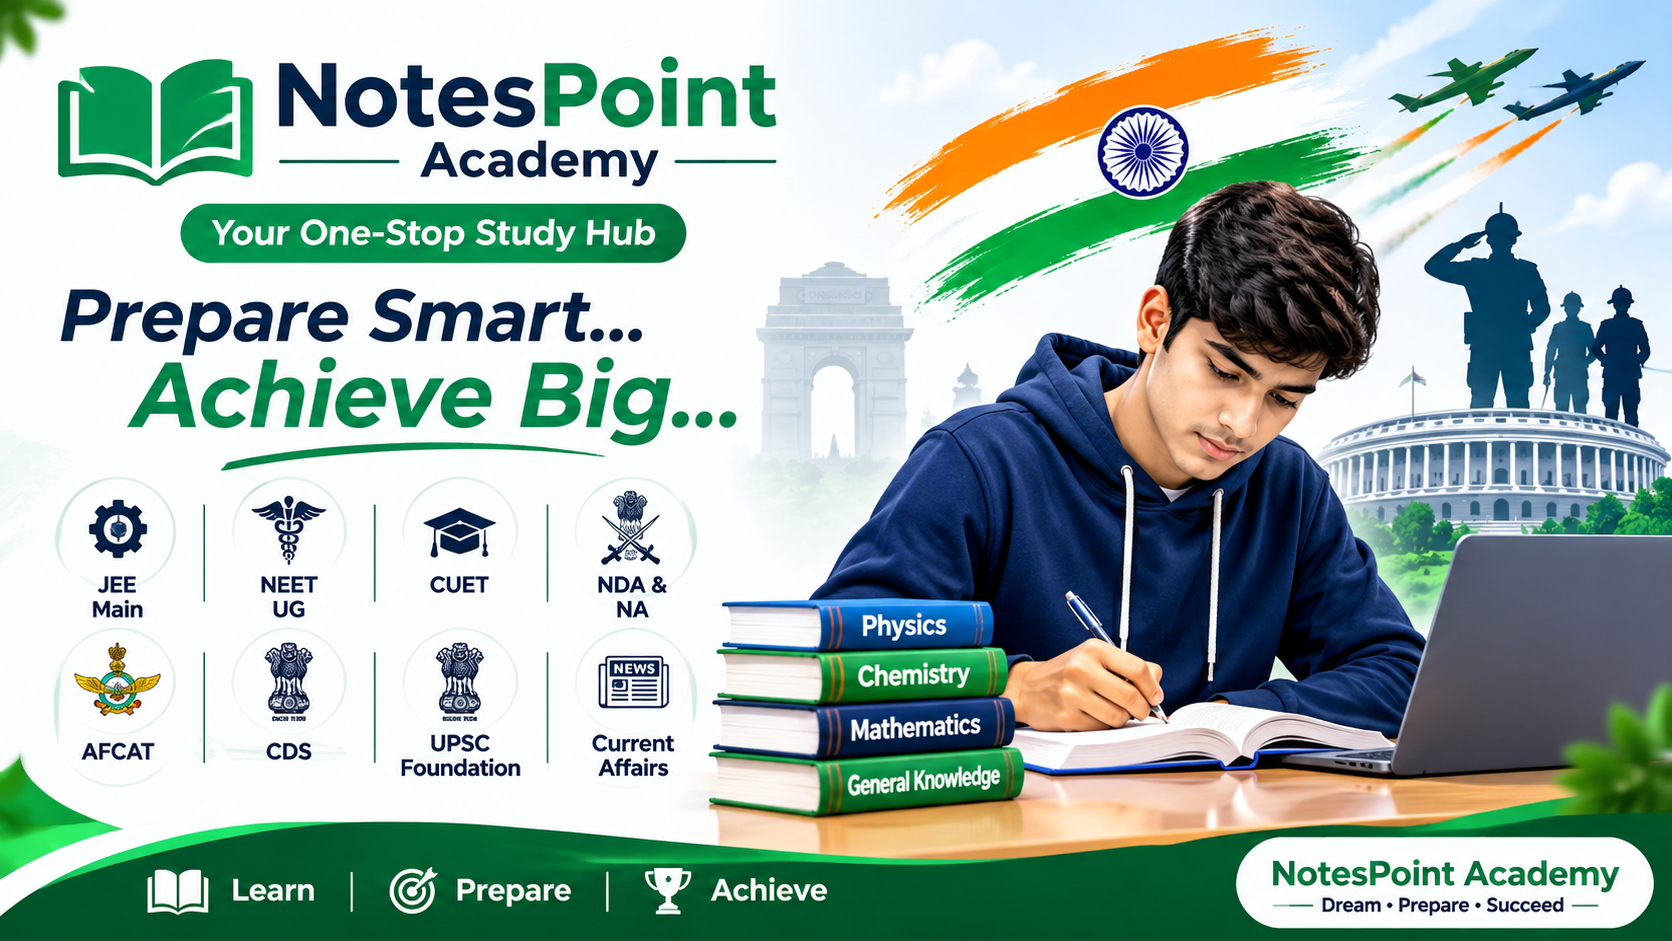 NotesPoint
Academy
Your One-Stop Study Hub
Prepare Smart...
Achieve Big...
JEE
Main
NEET
UG
CUET
NDA &
NA
AFCAT
CDS
UPSC
Foundation
NEWS
Current
Affairs
Physics
Chemistry
Mathematics
General Knowledge
Learn
Prepare
Achieve
NotesPoint Academy
Dream • Prepare • Succeed